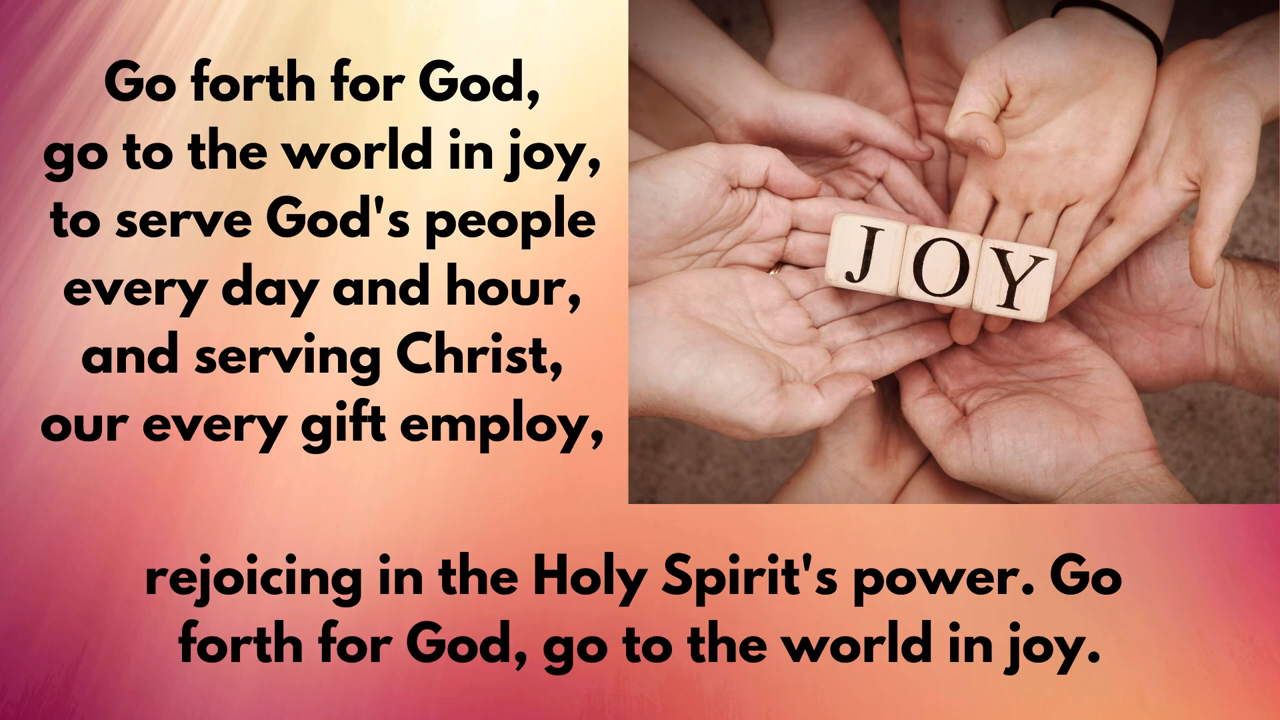 Go forth for God,
go to the world in joy,
to serve God's people
every day and hour,
and serving Christ,
our every gift employ,
JOY
rejoicing in the Holy Spirit's power. Go
forth for God, go to the world in joy.